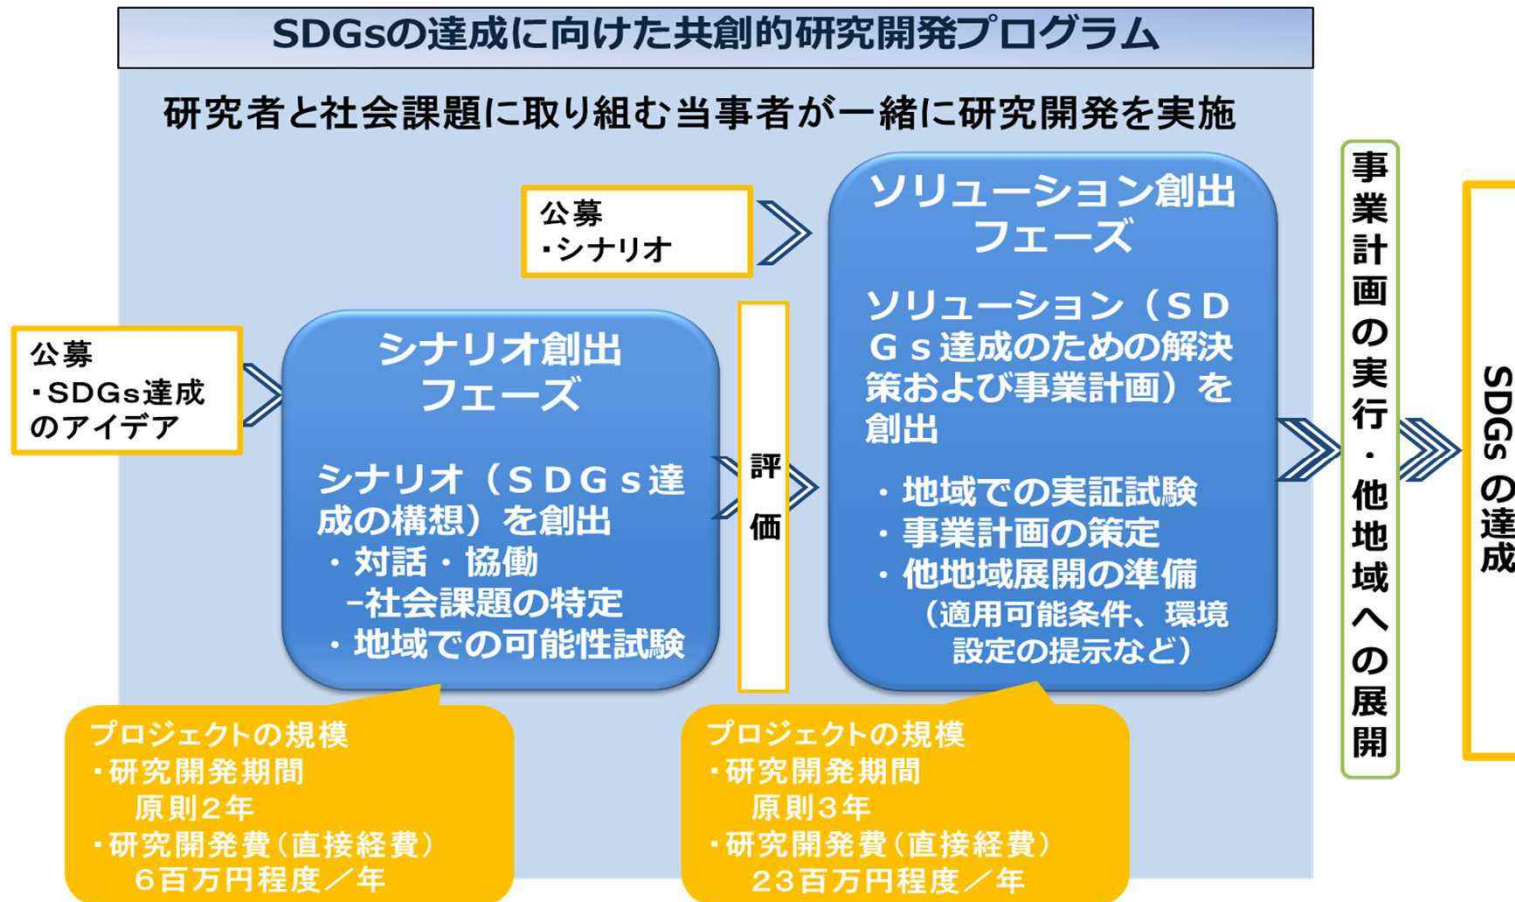 SDGsの達成に向けた共創的研究開発プログラム
研究者と社会課題に取り組む当事者が一緒に研究開発を実施
公募
・SDGs達成
のアイデア
シナリオ創出
フェーズ
シナリオ（ＳＤＧｓ達
成の構想）を創出
・対話・協働
-社会課題の特定
・地域での可能性試験
プロジェクトの規模
・研究開発期間
原則２年
・研究開発費（直接経費）
６百万円程度／年
評価
公募
・シナリオ
ソリューション創出
フェーズ
ソリューション（ＳＤ
Ｇｓ達成のための解決
策および事業計画）を
創出
・地域での実証試験
・事業計画の策定
・他地域展開の準備
（適用可能条件、環境
設定の提示など）
プロジェクトの規模
・研究開発期間
原則３年
・研究開発費（直接経費）
２３百万円程度／年
事業計画の実行・他地域への展開
SDGsの達成